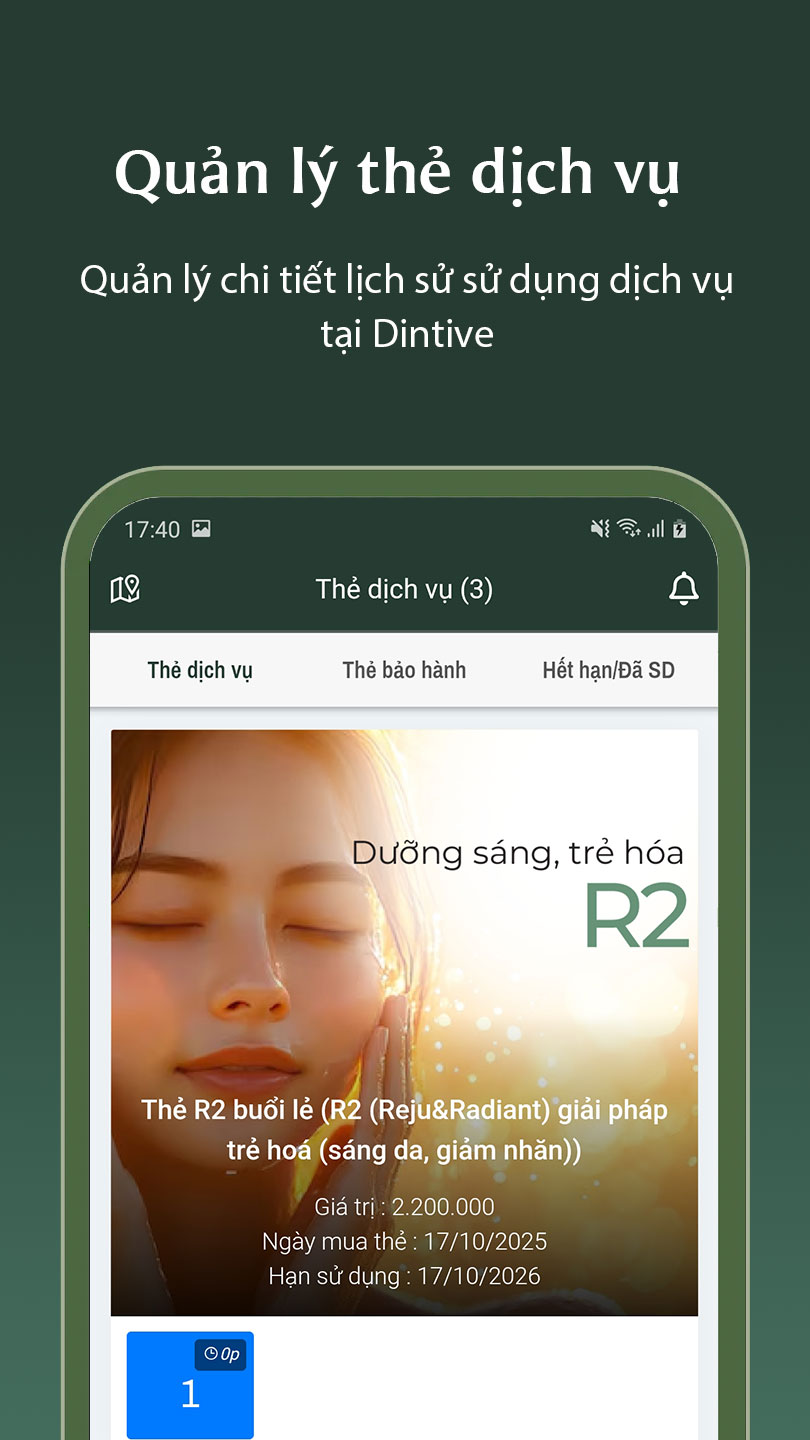 Quản lý thẻ dịch vụ
Quản lý chi tiết lịch sử sử dụng dịch vụ
tại Dintive
17:40
Thẻ dịch vụ (3)
Thẻ dịch vụ
Thẻ bảo hành
Hết hạn/Đã SD
Dưỡng sáng, trẻ hóa
R2
Thẻ R2 buổi lẻ (R2 (Reju&Radiant) giải pháp
trẻ hoá (sáng da, giảm nhăn))
Giá trị : 2.200.000
Ngày mua thẻ : 17/10/2025
Hạn sử dụng : 17/10/2026
0p
1